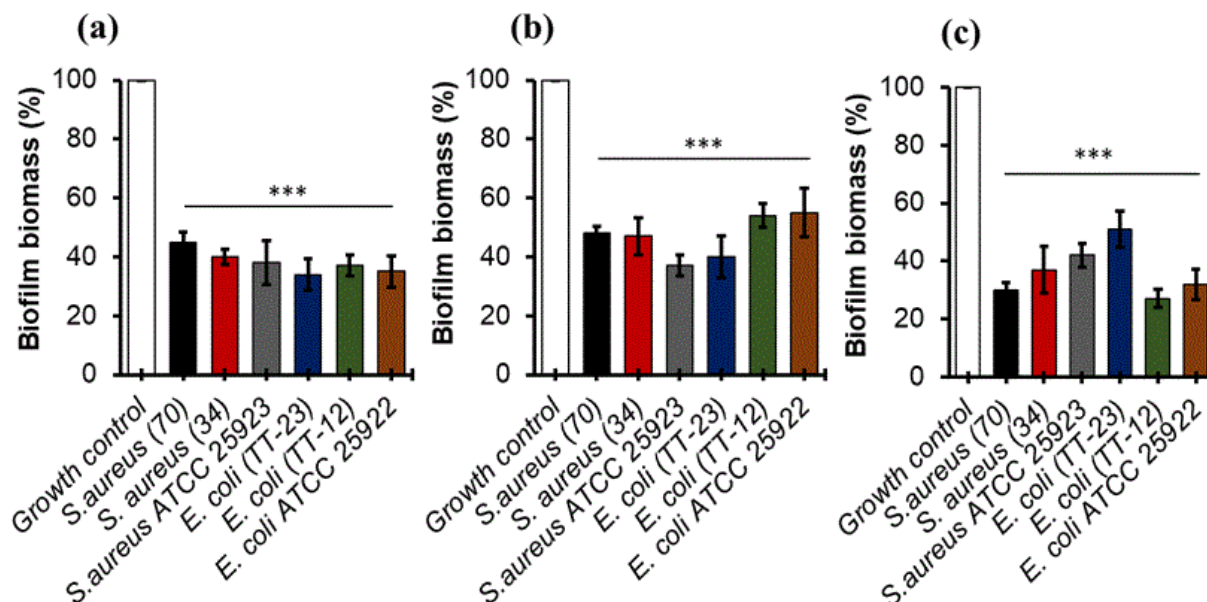 (a)
Biofilm biomass (%)
100
80
60
40
20
0
***
Growth control
S.aureus (70)
S. aureus (34)
S.aureus ATCC 25923
E. coli (TT-23)
E. coli (TT-12)
E. coli ATCC 25922
(b)
Biofilm biomass (%)
100
80
60
40
20
0
***
Growth control
S.aureus (70)
S. aureus (34)
S.aureus ATCC 25923
E. coli (TT-23)
E. coli (TT-12)
E. coli ATCC 25922
(c)
Biofilm biomass (%)
100
80
60
40
20
0
***
Growth control
S.aureus (70)
S. aureus (34)
S.aureus ATCC 25923
E. coli (TT-23)
E. coli (TT-12)
E. coli ATCC 25922